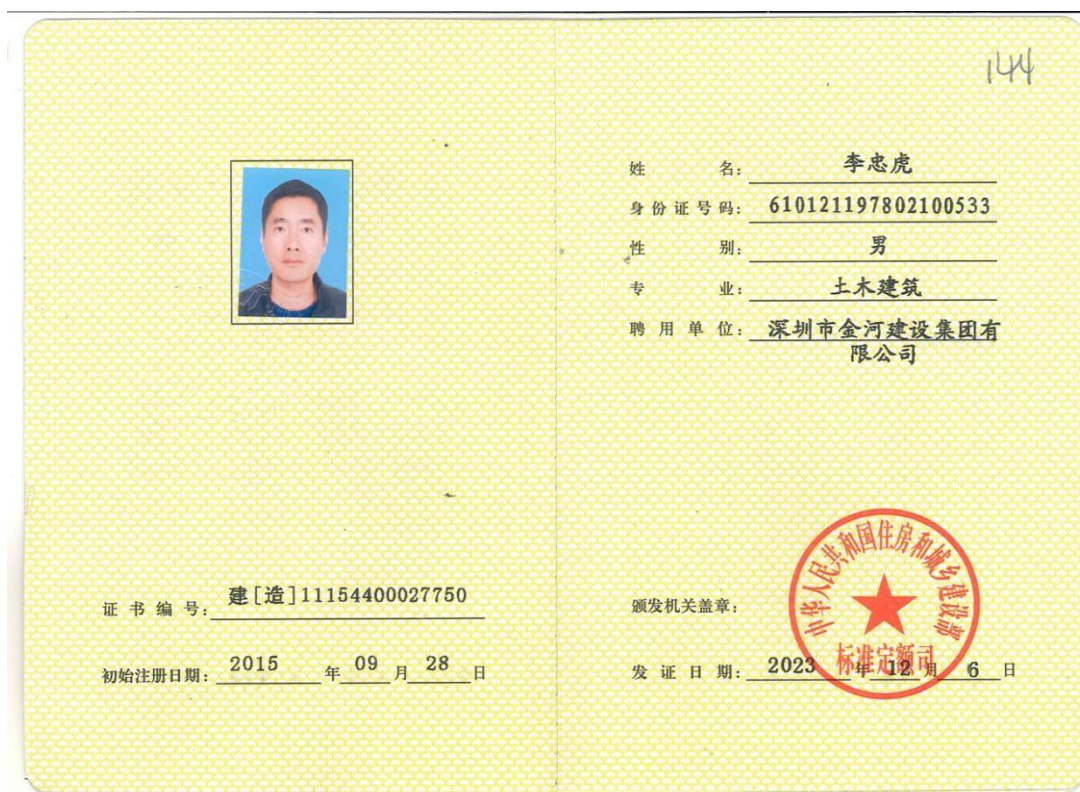 144
姓 名: 李忠虎
身份证号码: 610121197802100533
性 别: 男
专 业: 土木建筑
聘用单位: 深圳市金河建设集团有
限公司
证书编号: 建[造]11154400027750
初始注册日期: 2015 年 09 月 28 日
颁发机关盖章:
中华人民共和国住房和城乡建设部
标准定额司
发证日期: 2023 年 12 月 6 日